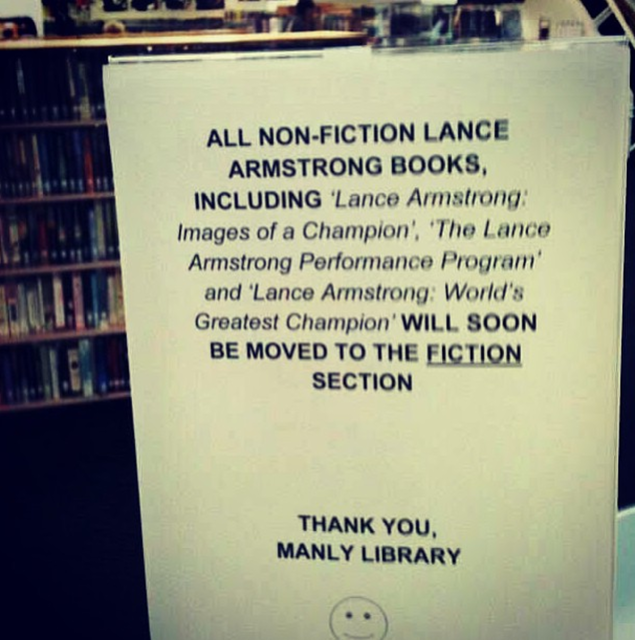 ALL NON-FICTION LANCE
ARMSTRONG BOOKS,
INCLUDING 'Lance Armstrong:
Images of a Champion', 'The Lance
Armstrong Performance Program'
and 'Lance Armstrong: World's
Greatest Champion' WILL SOON
BE MOVED TO THE FICTION
SECTION
THANK YOU,
MANLY LIBRARY